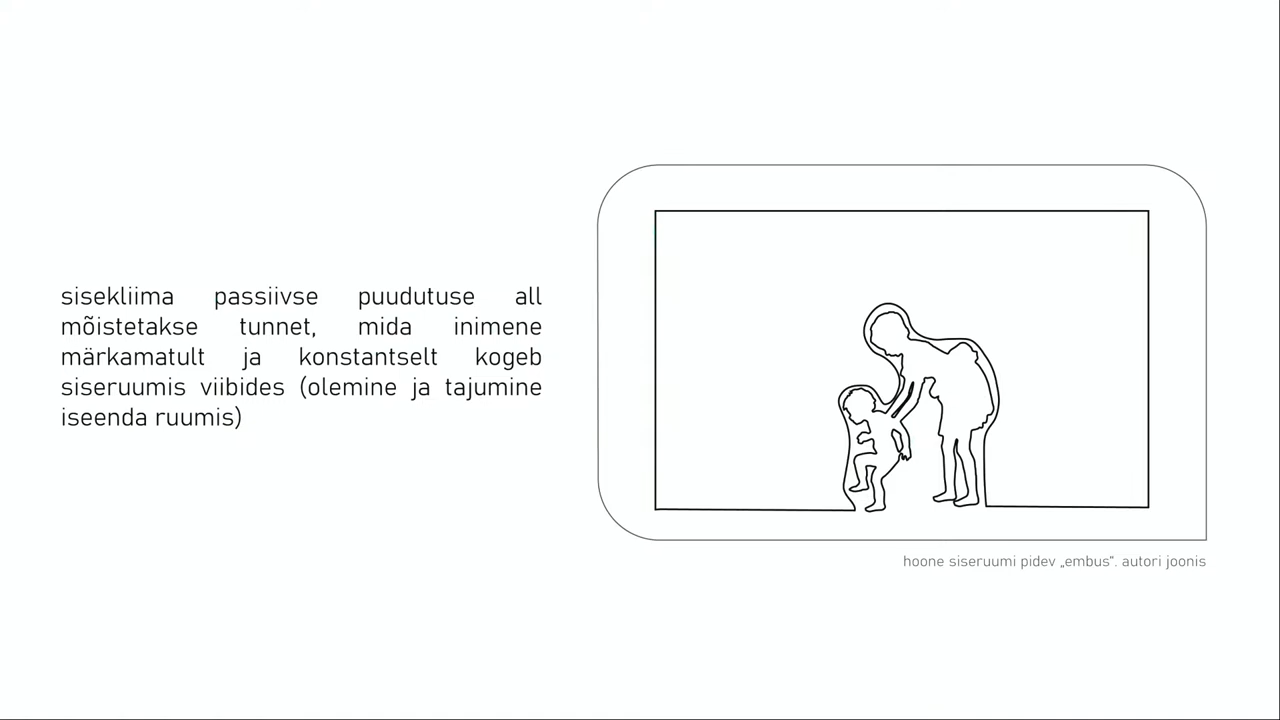 sisekliima passiivse puudutuse all
mõistetakse tunnet, mida inimene
märkamatult ja konstantselt kogeb
siseruumis viibides (olemine ja tajumine
iseenda ruumis)
hoone siseruumi pidev „embus“. autori joonis